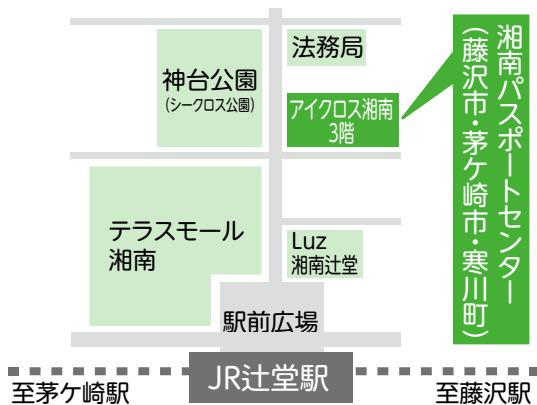 法務局
神台公園
(シークロス公園)
アイクロス湘南
3階
湘南パスポートセンター
(藤沢市・茅ケ崎市・寒川町)
テラスモール
湘南
Luz
湘南辻堂
駅前広場
JR辻堂駅
至茅ケ崎駅
至藤沢駅